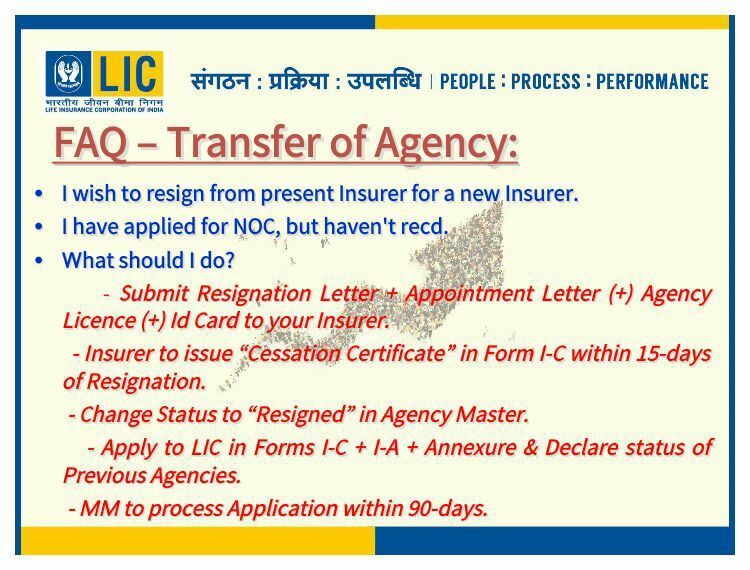 LIC
भारतीय जीवन बीमा निगम
LIFE INSURANCE CORPORATION OF INDIA
संगठन : प्रक्रिया : उपलब्धि | PEOPLE : PROCESS : PERFORMANCE
FAQ – Transfer of Agency:
• I wish to resign from present Insurer for a new Insurer.
• I have applied for NOC, but haven't recd.
• What should I do?
- Submit Resignation Letter + Appointment Letter (+) Agency
Licence (+) Id Card to your Insurer.
- Insurer to issue “Cessation Certificate” in Form I-C within 15-days
of Resignation.
- Change Status to “Resigned” in Agency Master.
- Apply to LIC in Forms I-C + I-A + Annexure & Declare status of
Previous Agencies.
- MM to process Application within 90-days.